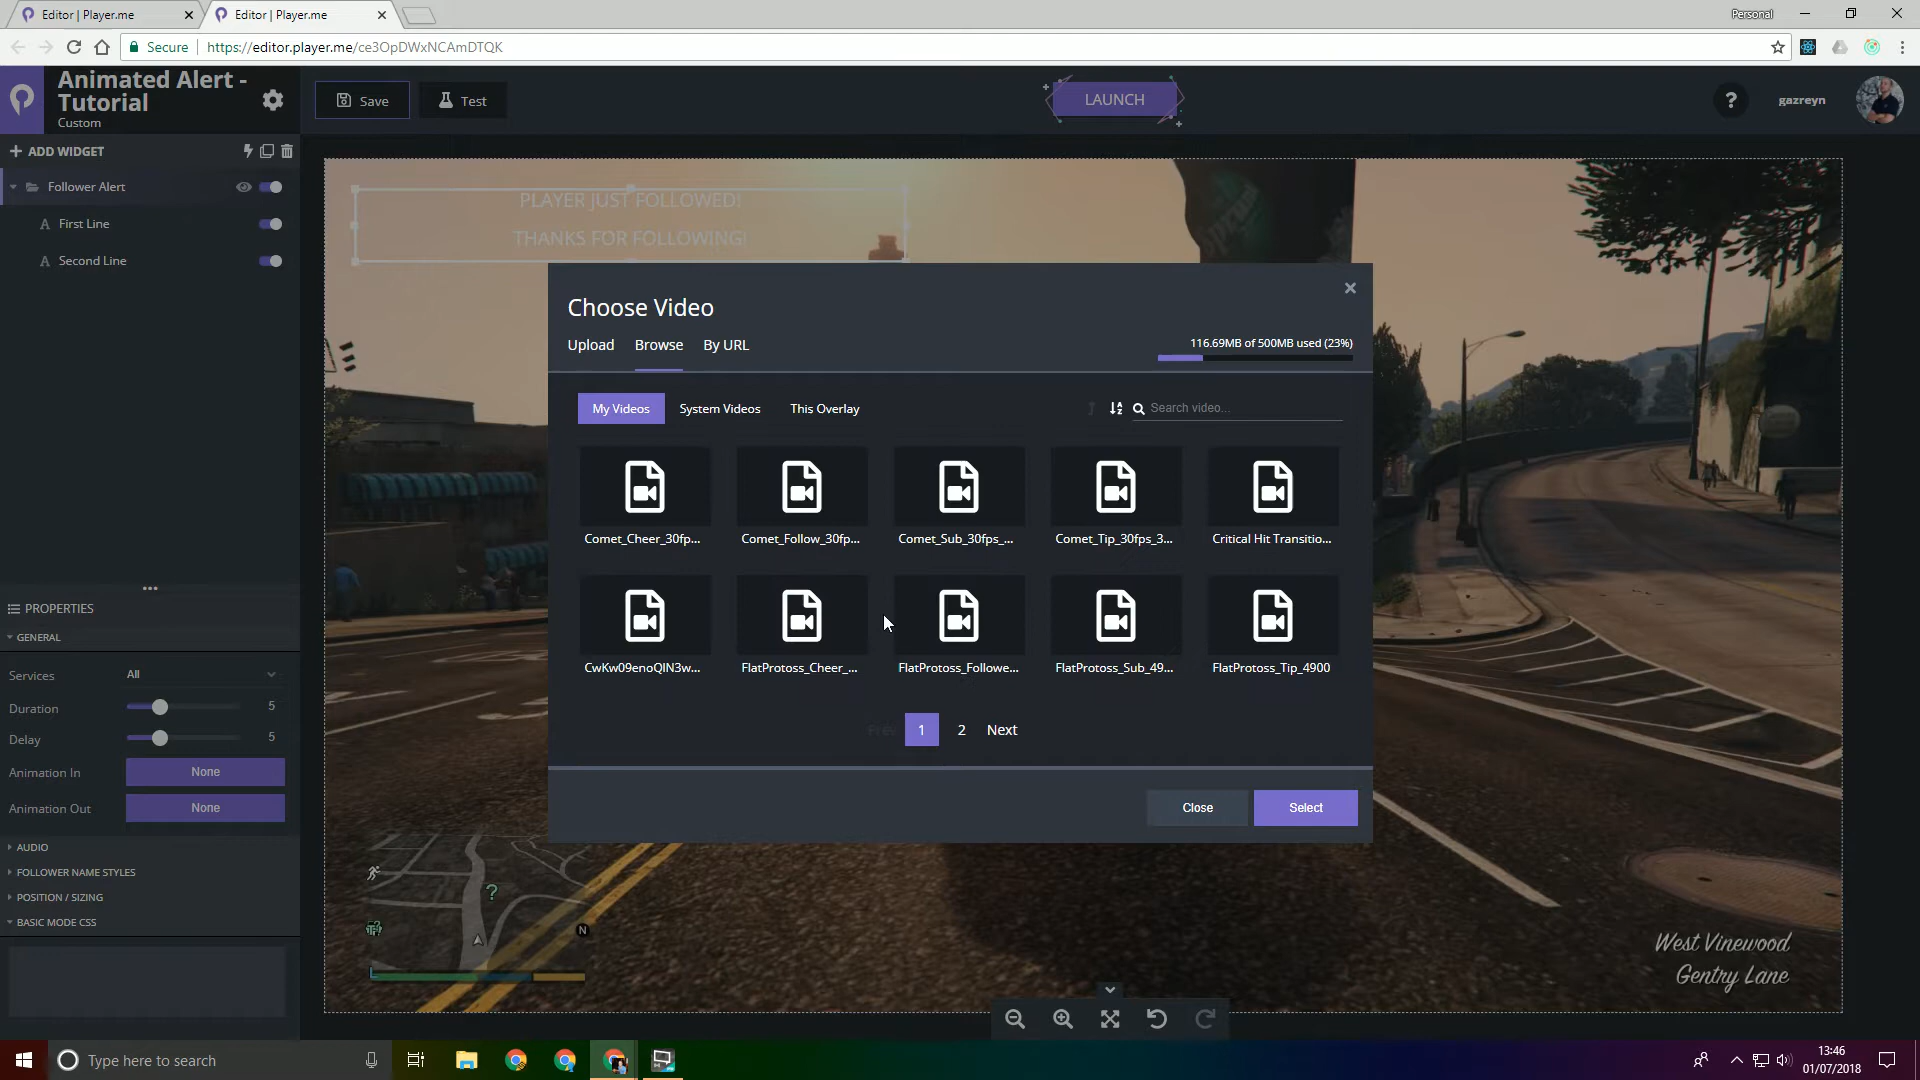 Editor | Player.me
Editor | Player.me
Personal
Secure
https://editor.player.me/ce3OpDWxNCAmDTQK
Animated Alert -
Tutorial
Custom
Save
Test
LAUNCH
?
gazreyn
ADD WIDGET
Follower Alert
A First Line
A Second Line
PLAYER JUST FOLLOWED!
THANKS FOR FOLLOWING!
Choose Video
Upload
Browse
By URL
116.69MB of 500MB used (23%)
My Videos
System Videos
This Overlay
Search video...
Comet_Cheer_30fp...
Comet_Follow_30fp...
Comet_Sub_30fps_...
Comet_Tip_30fps_3...
Critical Hit Transitio...
CwKw09enoQIN3w...
FlatProtoss_Cheer_...
FlatProtoss_Followe...
FlatProtoss_Sub_49...
FlatProtoss_Tip_4900
Prev
1
2
Next
Close
Select
PROPERTIES
GENERAL
Services
All
Duration
5
Delay
5
Animation In
None
Animation Out
None
AUDIO
FOLLOWER NAME STYLES
POSITION / SIZING
BASIC MODE CSS
?
N
West Vinewood
Gentry Lane
Type here to search
13:46
01/07/2018